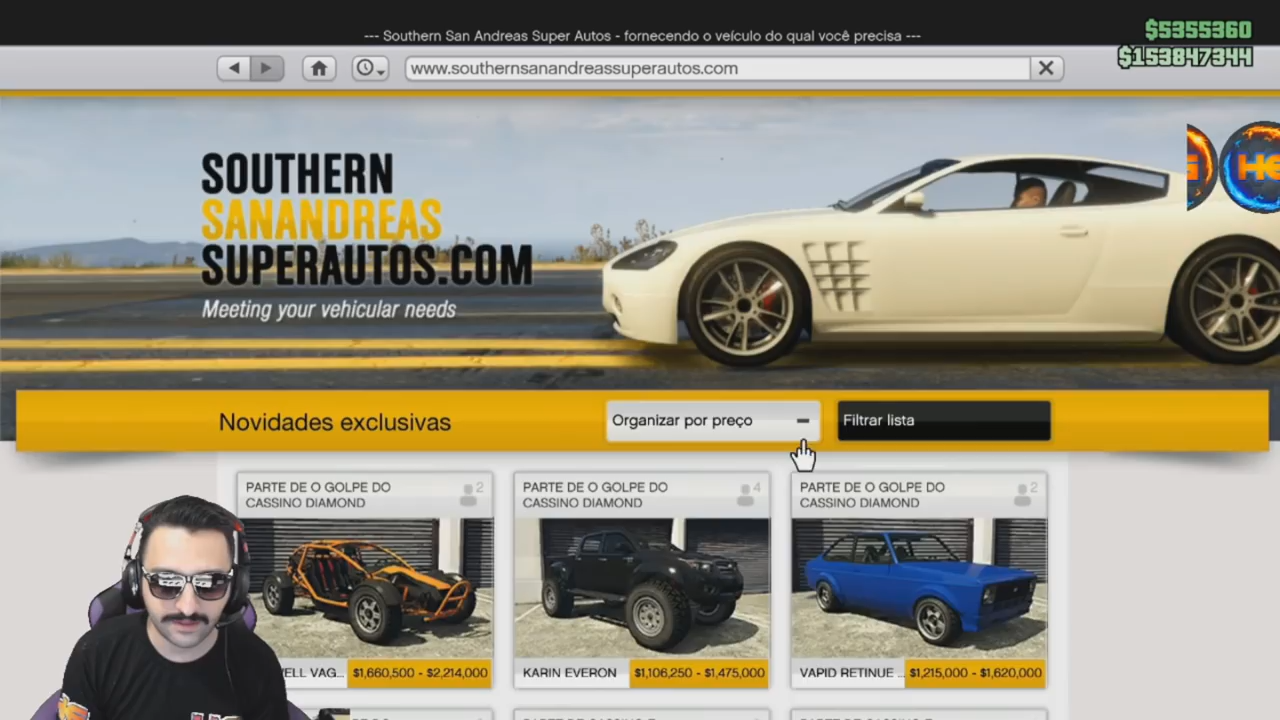 --- Southern San Andreas Super Autos - fornecendo o veículo do qual você precisa ---
$5355360
$153847344
www.southernsanandreassuperautos.com
SOUTHERN
SANANDREAS
SUPERAUTOS.COM
Meeting your vehicular needs
Novidades exclusivas
Organizar por preço
Filtrar lista
PARTE DE O GOLPE DO
CASSINO DIAMOND
2
PARTE DE O GOLPE DO
CASSINO DIAMOND
4
PARTE DE O GOLPE DO
CASSINO DIAMOND
2
ELL VAG... $1,660,500 - $2,214,000
KARIN EVERON $1,106,250 - $1,475,000
VAPID RETINUE ... $1,215,000 - $1,620,000